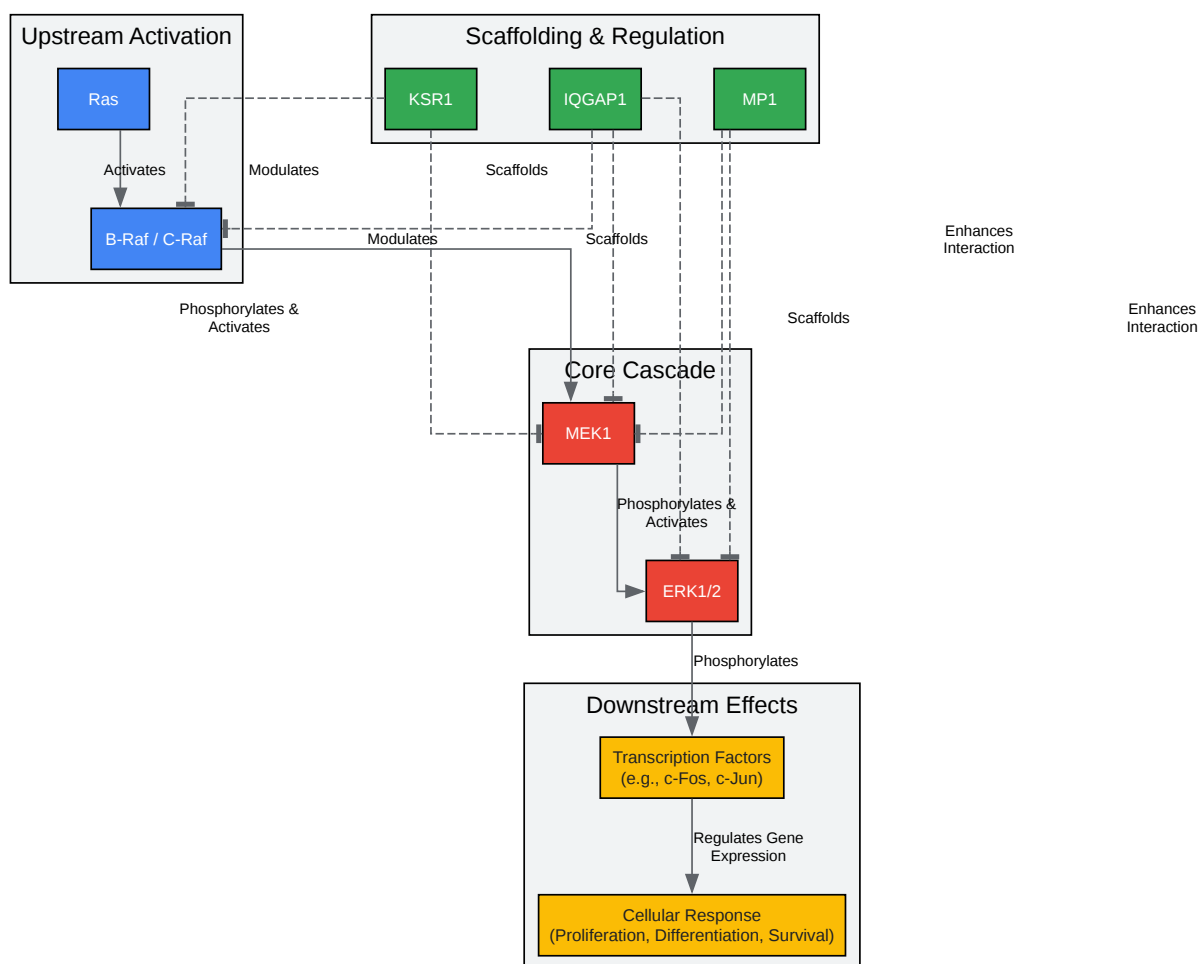 Upstream Activation
Scaffolding & Regulation
Ras
KSR1
IQGAP1
MP1
Activates
Modulates
Scaffolds
B-Raf / C-Raf
Modulates
Scaffolds
Enhances
Interaction
Phosphorylates &
Activates
Scaffolds
Enhances
Interaction
Core Cascade
MEK1
Phosphorylates &
Activates
ERK1/2
Phosphorylates
Downstream Effects
Transcription Factors
(e.g., c-Fos, c-Jun)
Regulates Gene
Expression
Cellular Response
(Proliferation, Differentiation, Survival)